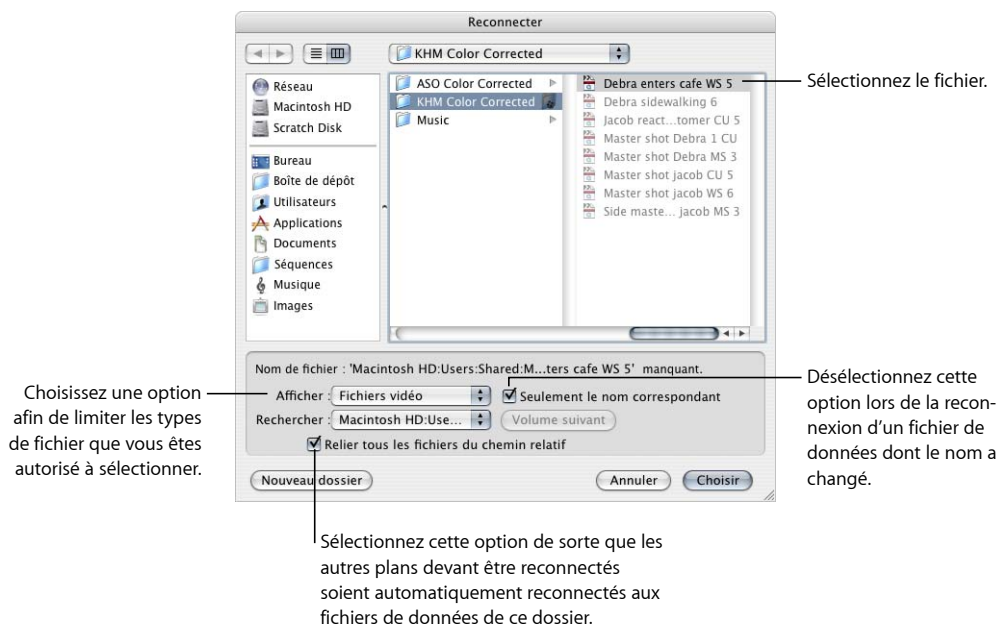 Reconnecter
KHM Color Corrected
Réseau
Macintosh HD
Scratch Disk
Bureau
Boîte de dépôt
Utilisateurs
Applications
Documents
Séquences
Musique
Images
ASO Color Corrected
KHM Color Corrected
Music
Debra enters cafe WS 5
Debra sidewalking 6
Jacob react...tomer CU 5
Master shot Debra 1 CU
Master shot Debra MS 3
Master shot jacob CU 5
Master shot jacob WS 6
Side maste... jacob MS 3
Sélectionnez le fichier.
Nom de fichier : 'Macintosh HD:Users:Shared:M...ters cafe WS 5' manquant.
Afficher : Fichiers vidéo
Seulement le nom correspondant
Rechercher : Macintosh HD:Use...
Volume suivant
Relier tous les fichiers du chemin relatif
Nouveau dossier
Annuler
Choisir
Choisissez une option
afin de limiter les types
de fichier que vous êtes
autorisé à sélectionner.
Désélectionnez cette
option lors de la recon-
nexion d'un fichier de
données dont le nom a
changé.
Sélectionnez cette option de sorte que les
autres plans devant être reconnectés
soient automatiquement reconnectés aux
fichiers de données de ce dossier.